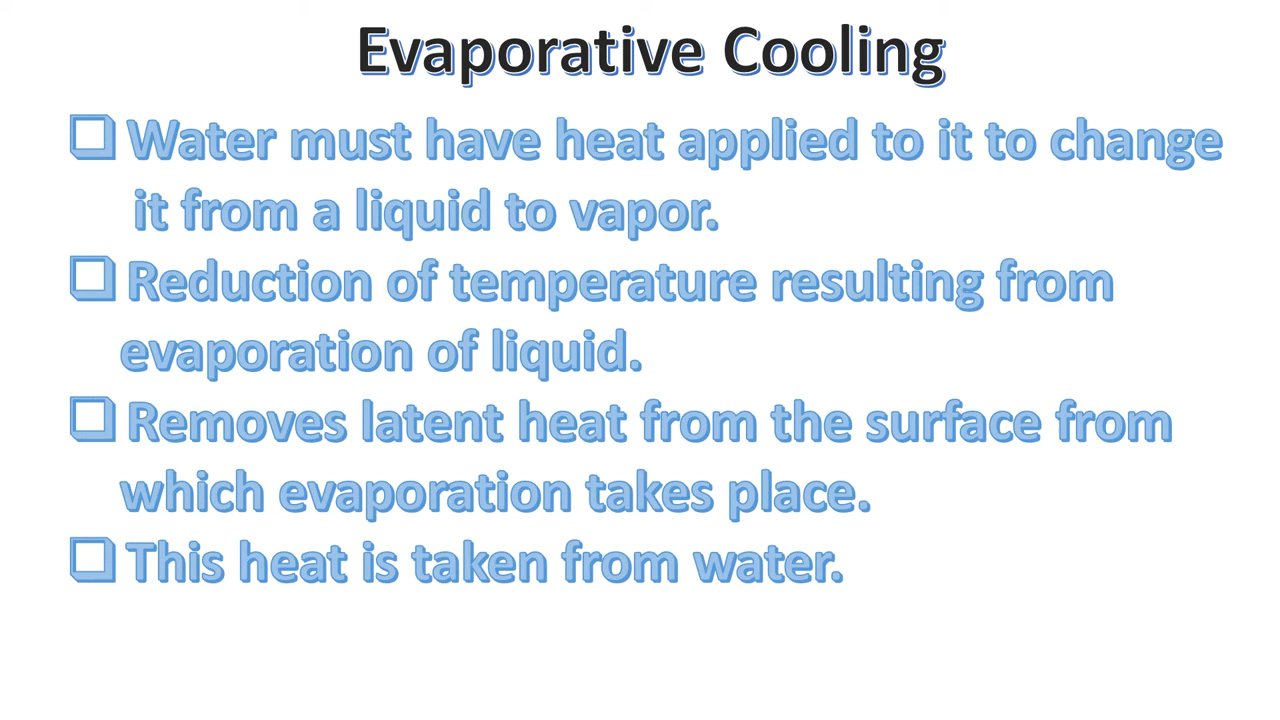 Evaporative Cooling
Water must have heat applied to it to change
it from a liquid to vapor.
Reduction of temperature resulting from
evaporation of liquid.
Removes latent heat from the surface from
which evaporation takes place.
This heat is taken from water.